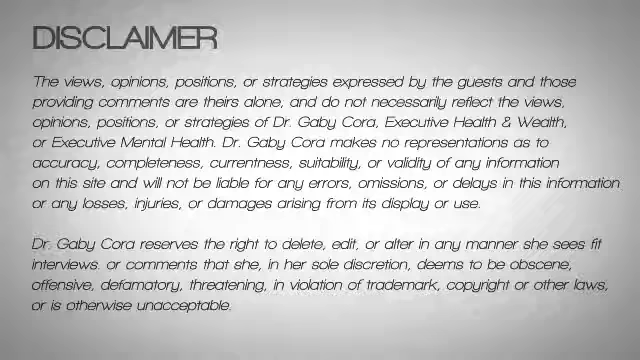 DISCLAIMER
The views, opinions, positions, or strategies expressed by the guests and those
providing comments are theirs alone, and do not necessarily reflect the views,
opinions, positions, or strategies of Dr. Gaby Cora, Executive Health & Wealth,
or Executive Mental Health. Dr. Gaby Cora makes no representations as to
accuracy, completeness, currentness, suitability, or validity of any information
on this site and will not be liable for any errors, omissions, or delays in this information
or any losses, injuries, or damages arising from its display or use.
Dr. Gaby Cora reserves the right to delete, edit, or alter in any manner she sees fit
interviews. or comments that she, in her sole discretion, deems to be obscene,
offensive, defamatory, threatening, in violation of trademark, copyright or other laws,
or is otherwise unacceptable.